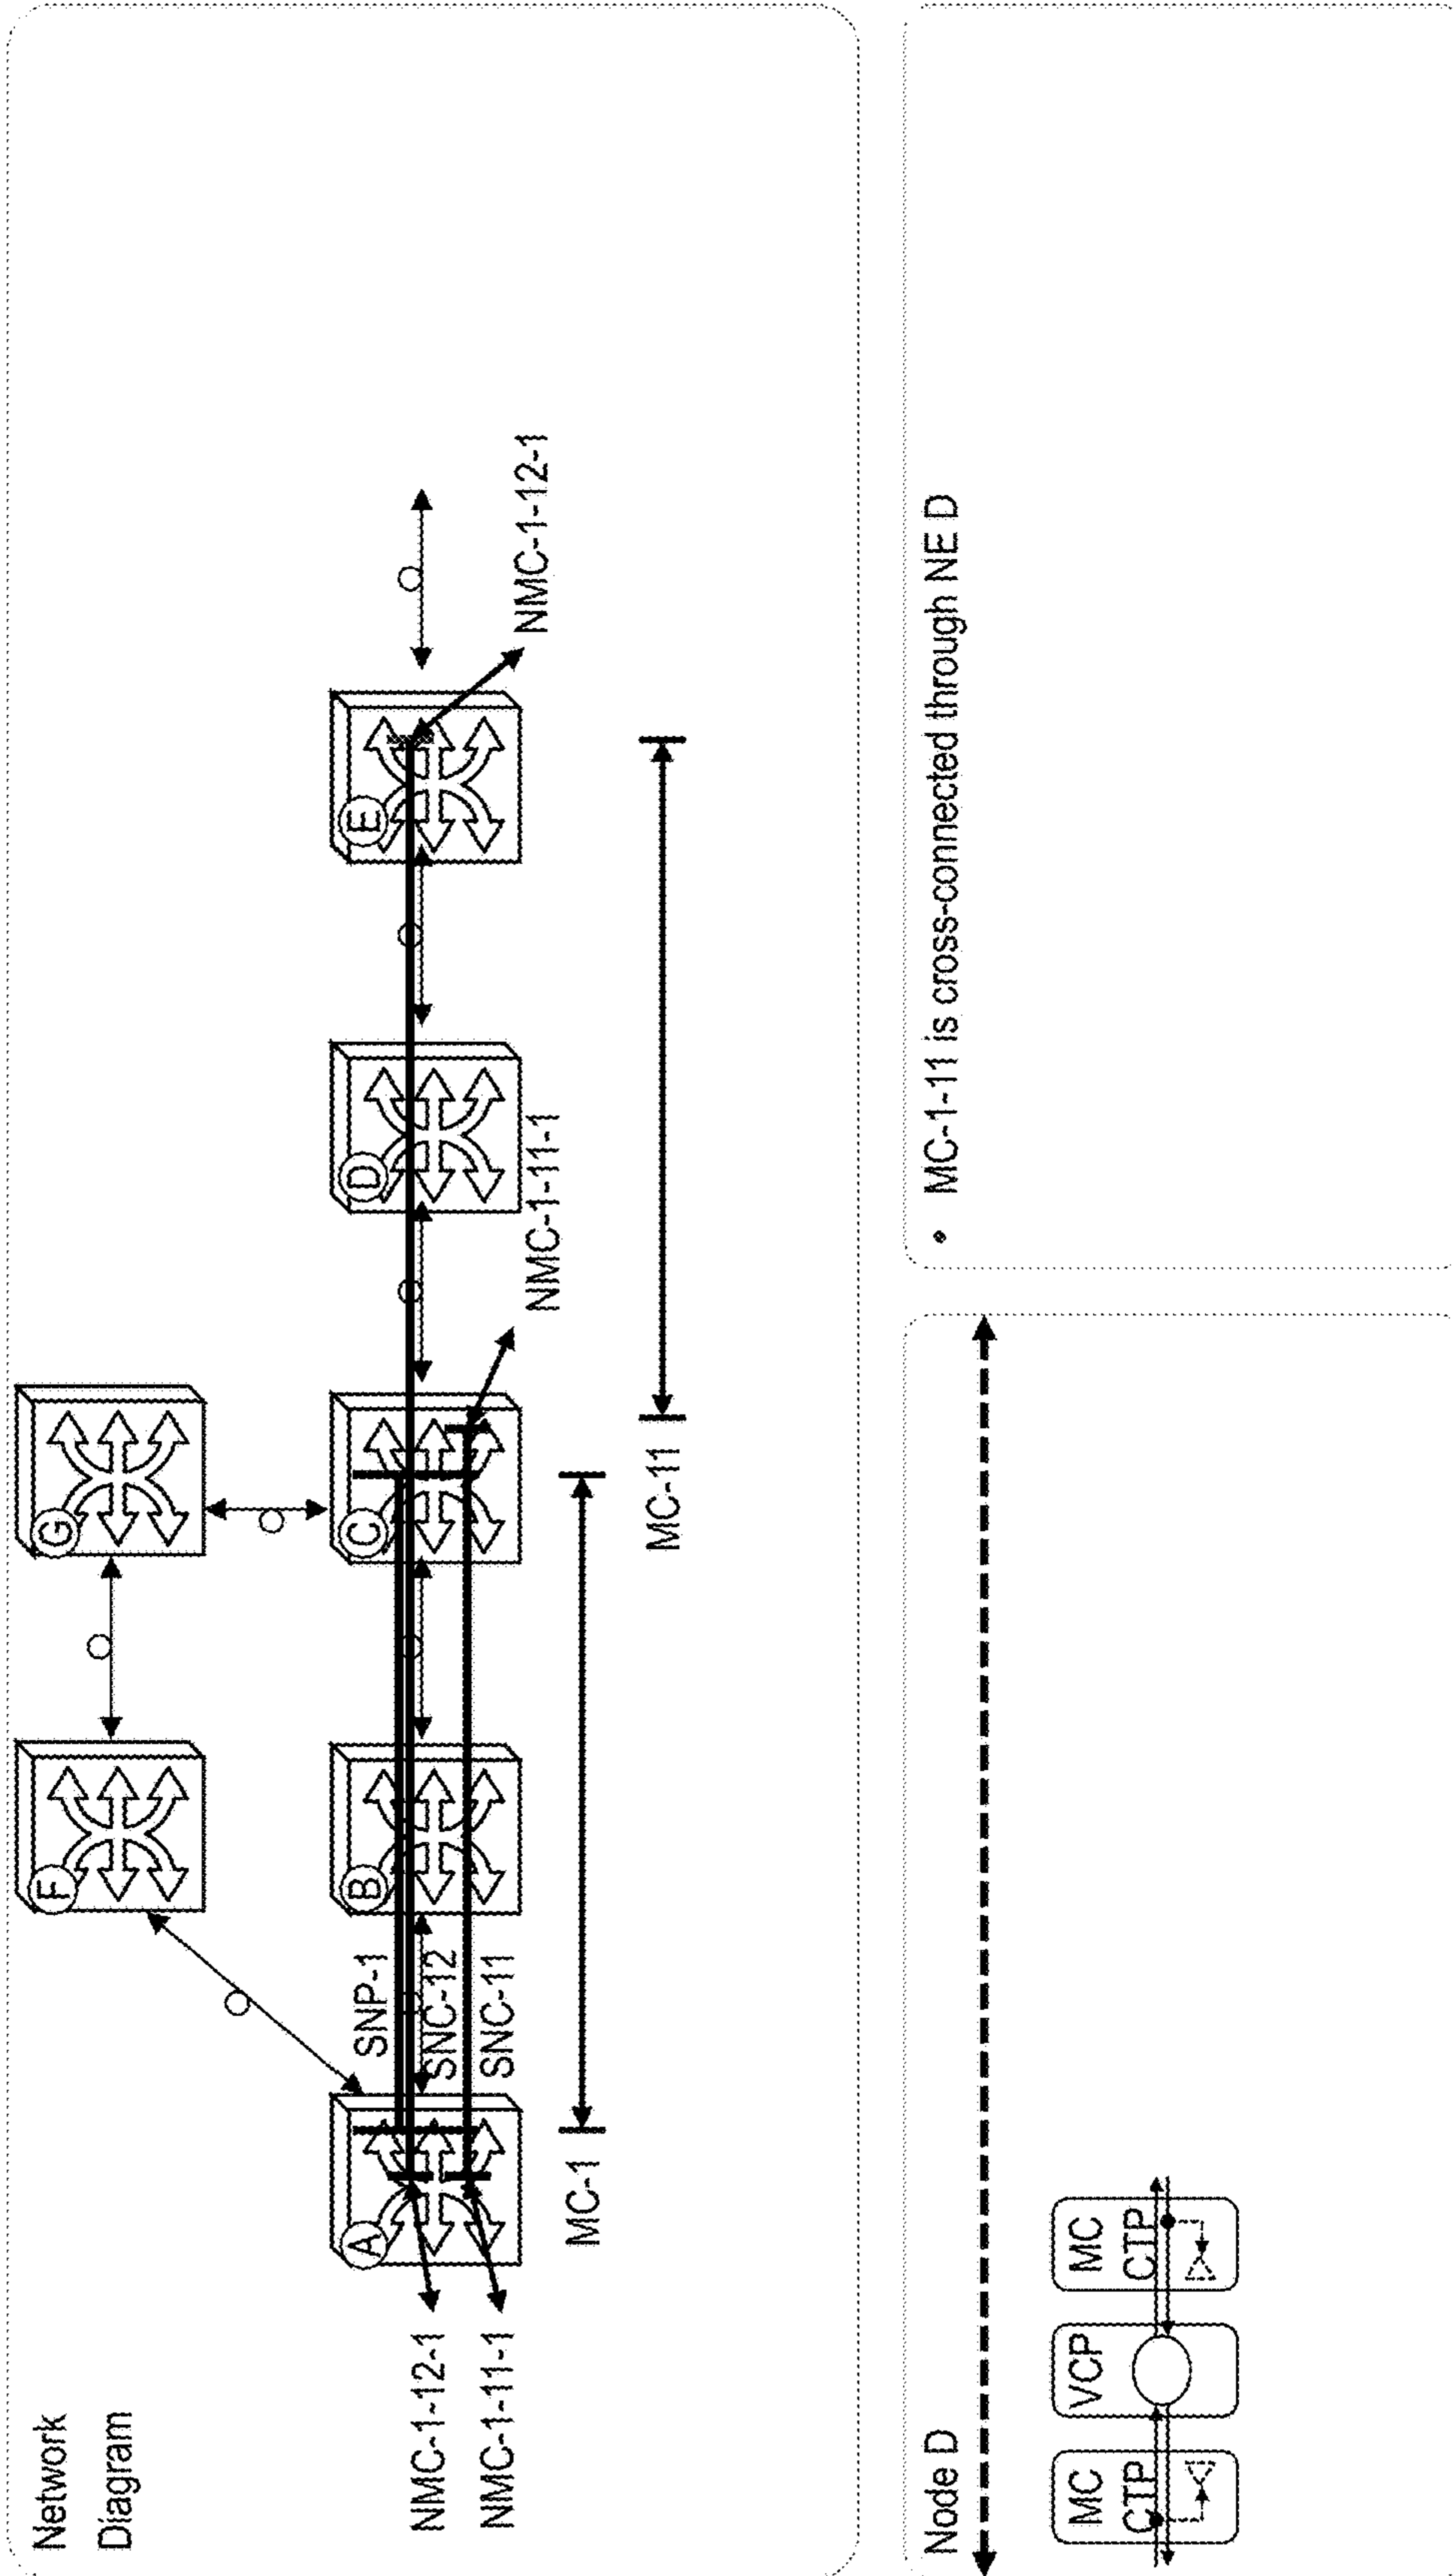 Network
Diagram
F
G
A
B
C
D
E
SNP-1
SNC-12
SNC-11
NMC-1-12-1
NMC-1-11-1
NMC-1-11-1
NMC-1-12-1
MC-1
MC-11
Node D
MC
CTP
VCP
MC
CTP
• MC-1-11 is cross-connected through NE D